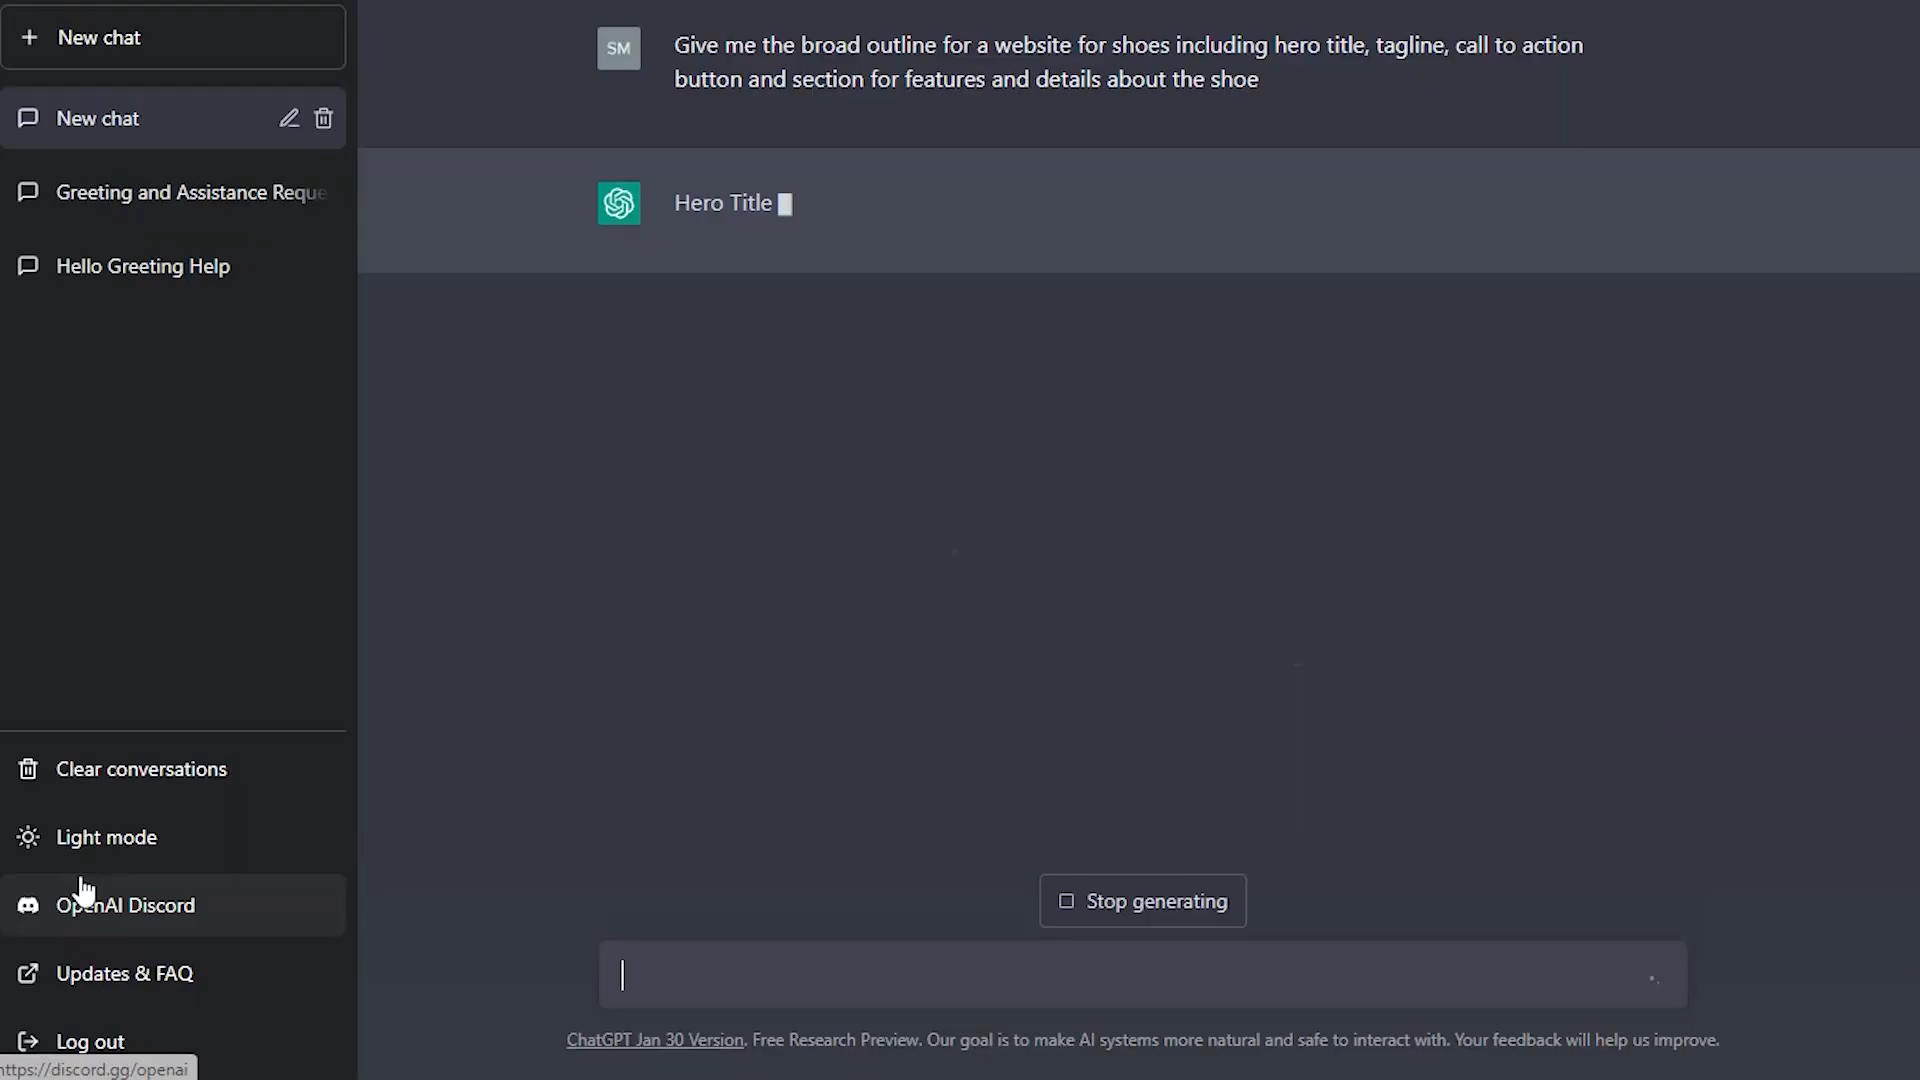 New chat
New chat
Greeting and Assistance Reque
Hello Greeting Help
Clear conversations
Light mode
OpenAI Discord
Updates & FAQ
Log out
https://discord.gg/openai
SM
Give me the broad outline for a website for shoes including hero title, tagline, call to action
button and section for features and details about the shoe
Hero Title
Stop generating
ChatGPT Jan 30 Version. Free Research Preview. Our goal is to make AI systems more natural and safe to interact with. Your feedback will help us improve.